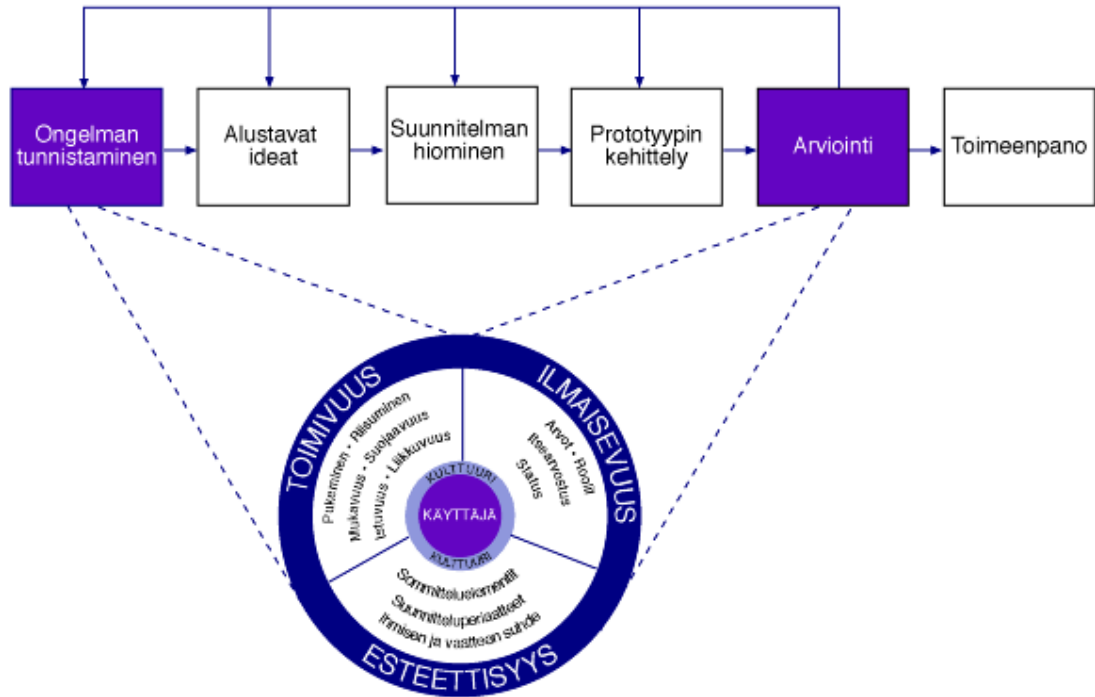 Ongelman
tunnistaminen
Alustavat
ideat
Suunnitelman
hiominen
Prototyypin
kehittely
Arviointi
Toimeenpano
TOIMIVUUS
Pukeminen • Riisuminen
Mukavuus • Suojaavuus
Istuvuus • Liikkuvuus
ILMAISEVUUS
Arvot • Roolit
Itsearvostus
Status
KULTTUURI
KÄYTTÄJÄ
KULTTUURI
Sommitteluelementit
Suunnitteluperiaatteet
Ihmisen ja vaatteen suhde
ESTEETTISYYS